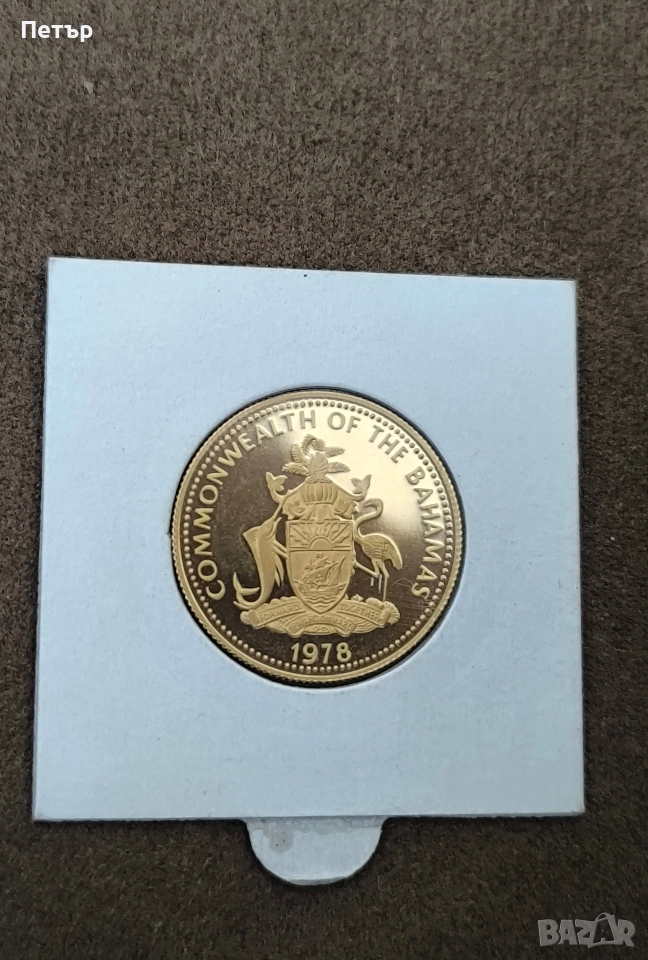 Петър
COMMONWEALTH OF THE BAHAMAS
1978
BAZAR